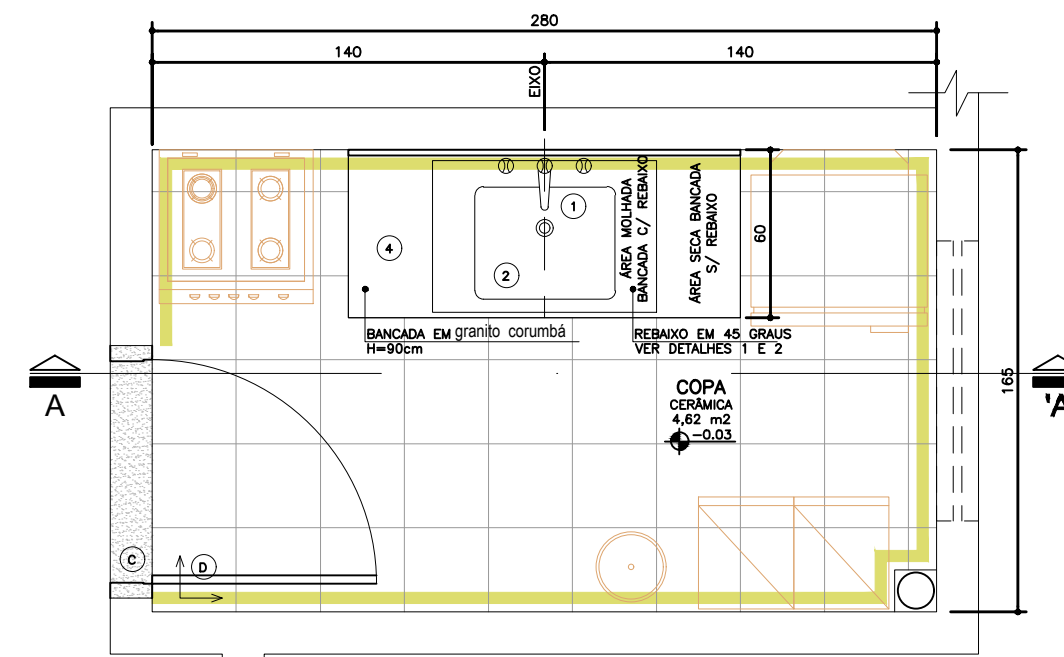 280
140
140
EIXO
ÁREA MOLHADA
BANCADA C/ REBAIXO
ÁREA SECA BANCADA
S/ REBAIXO
60
1
4
2
BANCADA EM granito corumbá
H=90cm
REBAIXO EM 45 GRAUS
VER DETALHES 1 E 2
165
A
'A
COPA
CERÂMICA
4,62 m2
-0.03
C
D